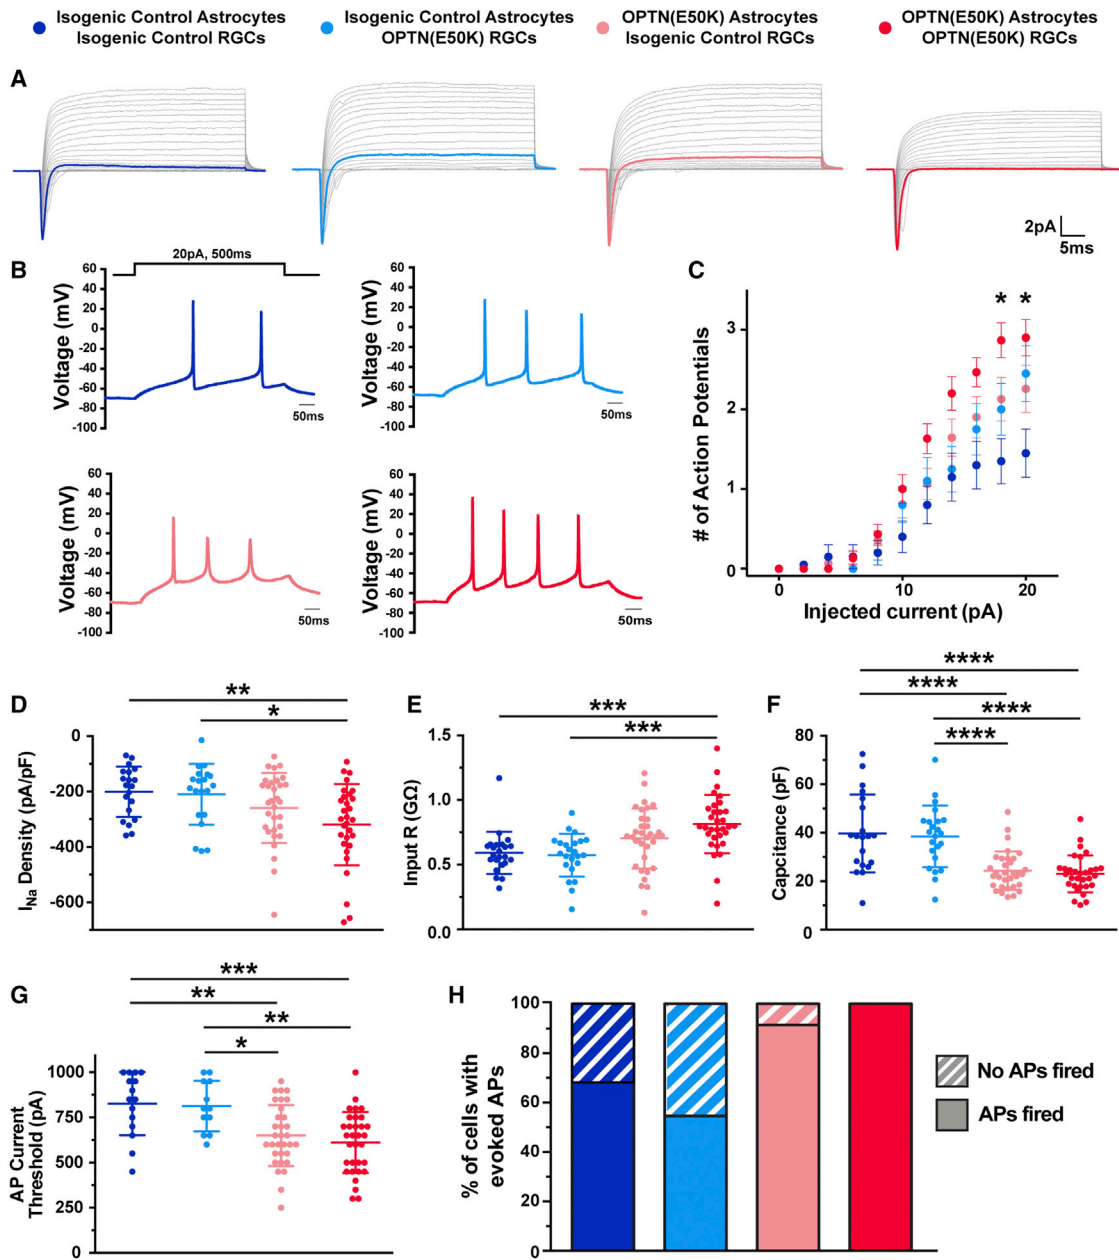 Isogenic Control Astrocytes
Isogenic Control RGCs
Isogenic Control Astrocytes
OPTN(E50K) RGCs
OPTN(E50K) Astrocytes
Isogenic Control RGCs
OPTN(E50K) Astrocytes
OPTN(E50K) RGCs
A
2pA
5ms
B
20pA, 500ms
Voltage (mV)
60
40
20
0
-20
-40
-60
-80
-100
50ms
Voltage (mV)
60
40
20
0
-20
-40
-60
-80
-100
50ms
Voltage (mV)
60
40
20
0
-20
-40
-60
-80
-100
50ms
Voltage (mV)
60
40
20
0
-20
-40
-60
-80
-100
50ms
C
* *
# of Action Potentials
3
2
1
0
0 10 20
Injected current (pA)
D
**
*
INa Density (pA/pF)
0
-200
-400
-600
E
***
***
Input R (GΩ)
1.5
1.0
0.5
0.0
F
****
****
****
****
Capcitance (pF)
80
60
40
20
0
G
***
**
**
*
AP Current
Threshold (pA)
1000
750
500
250
0
H
% of cells with
evoked APs
100
80
60
40
20
0
No APs fired
APs fired